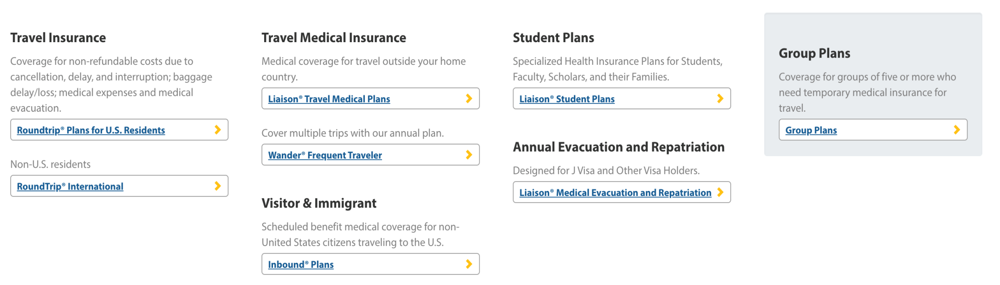 Travel Insurance
Coverage for non-refundable costs due to
cancellation, delay, and interruption; baggage
delay/loss; medical expenses and medical
evacuation.
Roundtrip® Plans for U.S. Residents
Non-U.S. residents
RoundTrip® International
Travel Medical Insurance
Medical coverage for travel outside your home
country.
Liaison® Travel Medical Plans
Cover multiple trips with our annual plan.
Wander® Frequent Traveler
Visitor & Immigrant
Scheduled benefit medical coverage for non-
United States citizens traveling to the U.S.
Inbound® Plans
Student Plans
Specialized Health Insurance Plans for Students,
Faculty, Scholars, and their Families.
Liaison® Student Plans
Annual Evacuation and Repatriation
Designed for J Visa and Other Visa Holders.
Liaison® Medical Evacuation and Repatriation
Group Plans
Coverage for groups of five or more who
need temporary medical insurance for
travel.
Group Plans